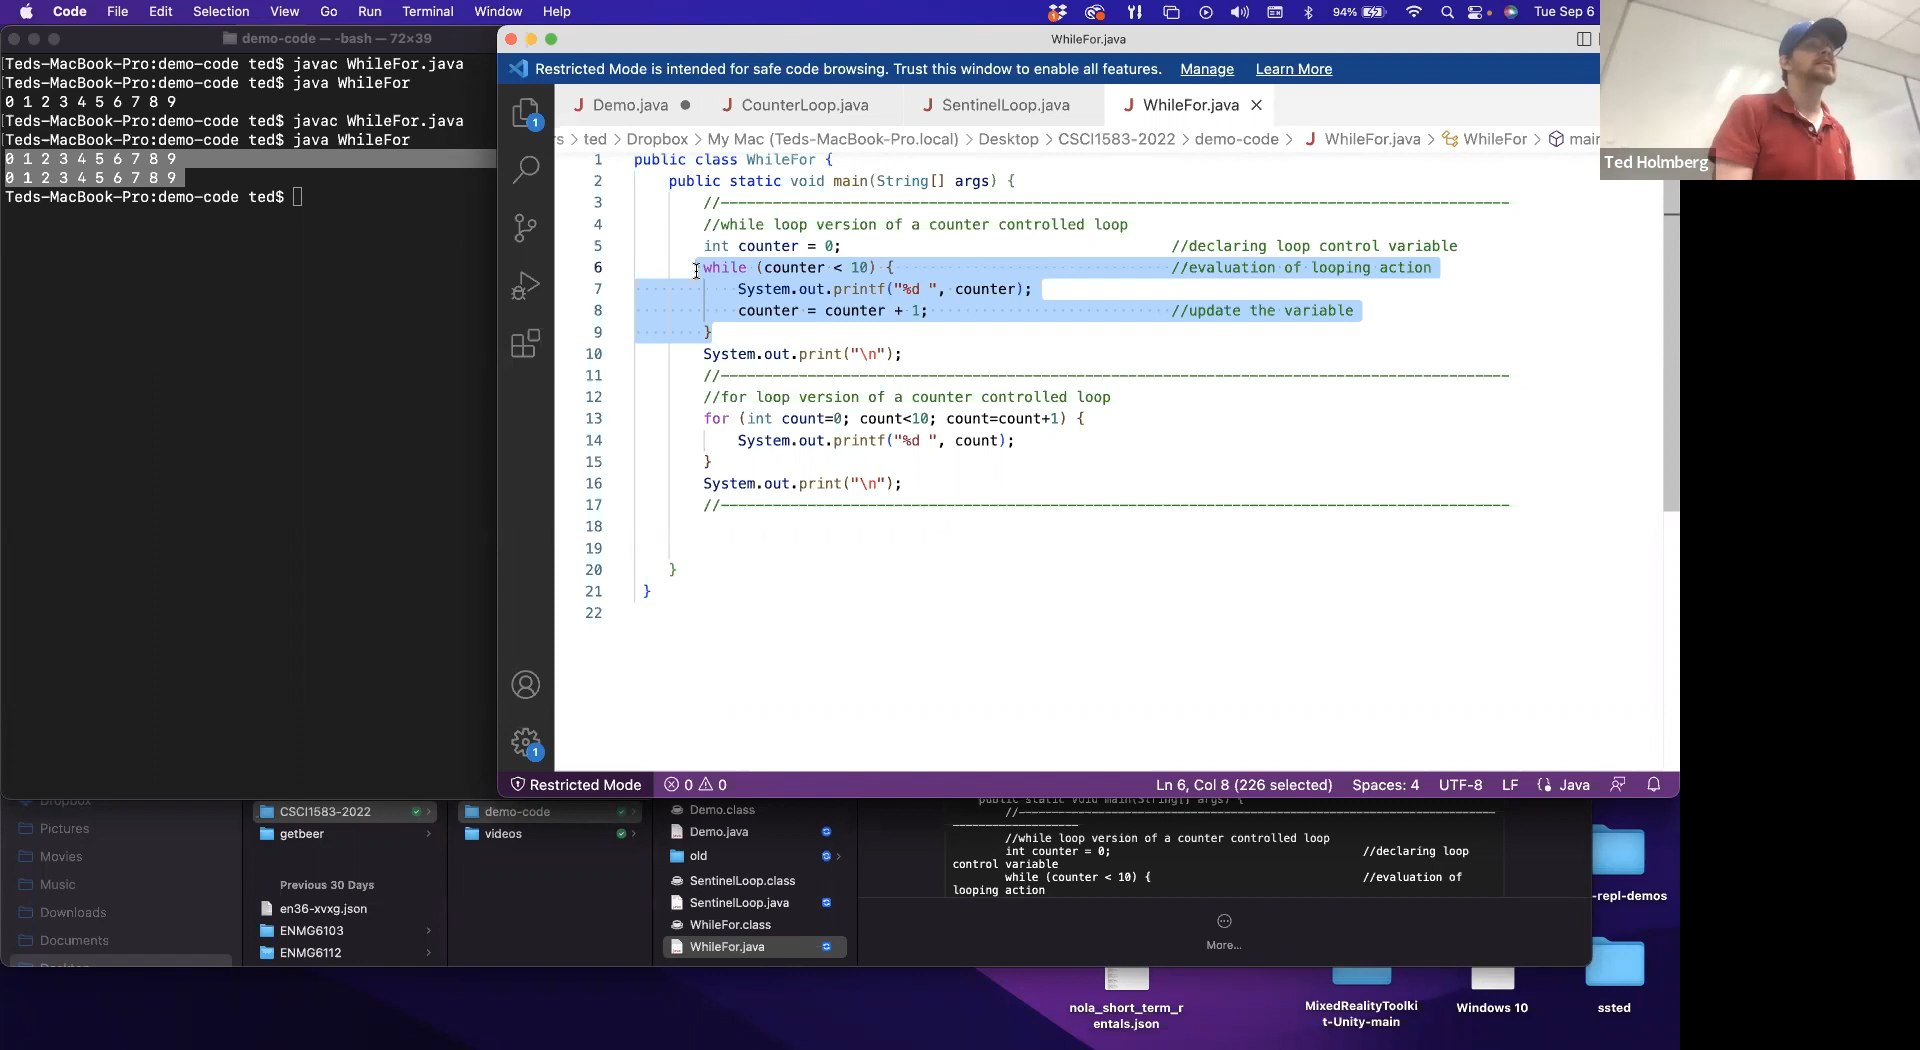 Code File Edit Selection View Go Run Terminal Window Help 94% Tue Sep 6
demo-code — -bash — 72×39
Teds-MacBook-Pro:demo-code ted$ javac WhileFor.java
Teds-MacBook-Pro:demo-code ted$ java WhileFor
0 1 2 3 4 5 6 7 8 9
Teds-MacBook-Pro:demo-code ted$ javac WhileFor.java
Teds-MacBook-Pro:demo-code ted$ java WhileFor
0 1 2 3 4 5 6 7 8 9
0 1 2 3 4 5 6 7 8 9
Teds-MacBook-Pro:demo-code ted$
WhileFor.java
Restricted Mode is intended for safe code browsing. Trust this window to enable all features. Manage Learn More
J Demo.java J CounterLoop.java J SentinelLoop.java J WhileFor.java
s > ted > Dropbox > My Mac (Teds-MacBook-Pro.local) > Desktop > CSCI1583-2022 > demo-code > J WhileFor.java > WhileFor >
1 public class WhileFor {
2 public static void main(String[] args) {
3 //-------------------------------------------------------------------------------------------
4 //while loop version of a counter controlled loop
5 int counter = 0; //declaring loop control variable
6 while (counter < 10) { //evaluation of looping action
7 System.out.printf("%d ", counter);
8 counter = counter + 1; //update the variable
9 }
10 System.out.print("\n");
11 //-------------------------------------------------------------------------------------------
12 //for loop version of a counter controlled loop
13 for (int count=0; count<10; count=count+1) {
14 System.out.printf("%d ", count);
15 }
16 System.out.print("\n");
17 //-------------------------------------------------------------------------------------------
18
19
20 }
21 }
22
1
1
Restricted Mode 0 0 Ln 6, Col 8 (226 selected) Spaces: 4 UTF-8 LF Java
Ted Holmberg
Dropbox
Pictures
Movies
Music
Downloads
Documents
CSCI1583-2022
getbeer
Previous 30 Days
en36-xvxg.json
ENMG6103
ENMG6112
demo-code
videos
Demo.class
Demo.java
old
SentinelLoop.class
SentinelLoop.java
WhileFor.class
WhileFor.java
public static void main(String[] args) {
//while loop version of a counter controlled loop
int counter = 0; //declaring loop
control variable
while (counter < 10) { //evaluation of
looping action
More...
-repl-demos
nola_short_term_r
entals.json
MixedRealityToolki
t-Unity-main
Windows 10
ssted